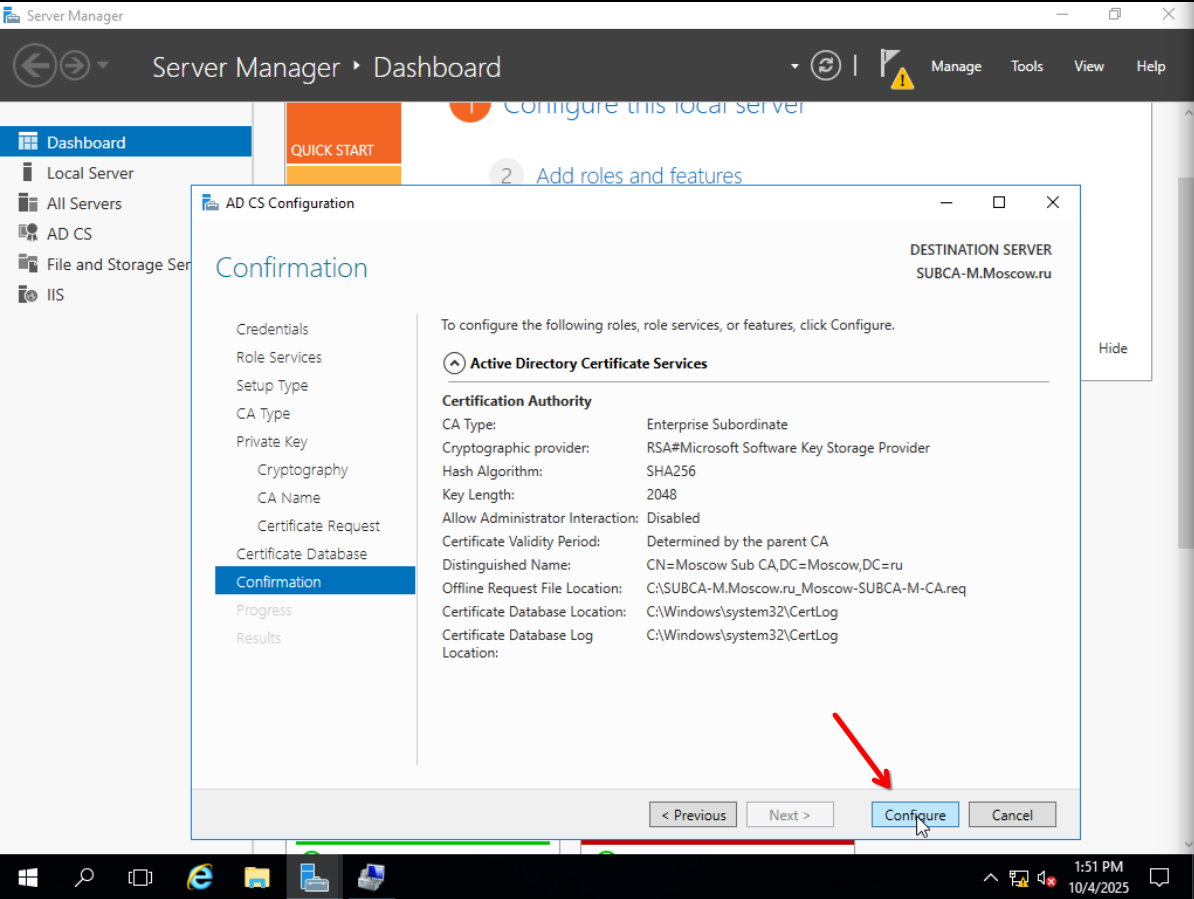 Server Manager
Server Manager ‣ Dashboard
Manage Tools View Help
Dashboard
Local Server
All Servers
AD CS
File and Storage Ser
IIS
QUICK START
1 Configure this local server
2 Add roles and features
Hide
AD CS Configuration
Confirmation
DESTINATION SERVER
SUBCA-M.Moscow.ru
Credentials
Role Services
Setup Type
CA Type
Private Key
Cryptography
CA Name
Certificate Request
Certificate Database
Confirmation
Progress
Results
To configure the following roles, role services, or features, click Configure.
Active Directory Certificate Services
Certification Authority
CA Type: Enterprise Subordinate
Cryptographic provider: RSA#Microsoft Software Key Storage Provider
Hash Algorithm: SHA256
Key Length: 2048
Allow Administrator Interaction: Disabled
Certificate Validity Period: Determined by the parent CA
Distinguished Name: CN=Moscow Sub CA,DC=Moscow,DC=ru
Offline Request File Location: C:\SUBCA-M.Moscow.ru_Moscow-SUBCA-M-CA.req
Certificate Database Location: C:\Windows\system32\CertLog
Certificate Database Log C:\Windows\system32\CertLog
Location:
< Previous Next > Configure Cancel
1:51 PM
10/4/2025